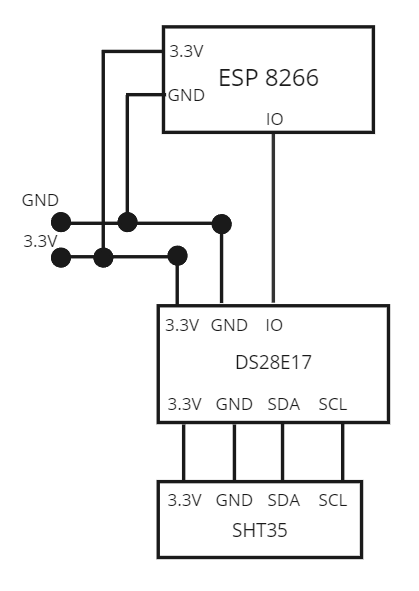 3.3V
ESP 8266
GND
IO
GND
3.3V
3.3V GND IO
DS28E17
3.3V GND SDA SCL
3.3V GND SDA SCL
SHT35